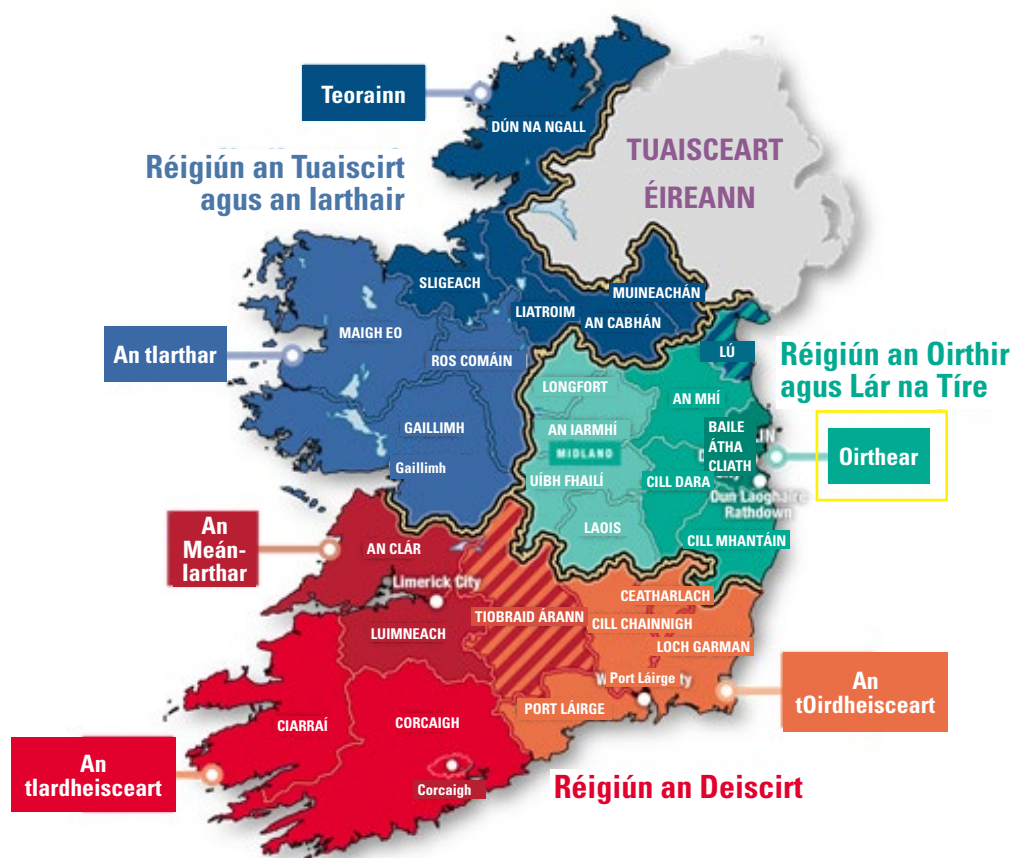 Teorainn
DÚN NA NGALL
TUAISCEART
ÉIREANN
Réigiún an Tuaiscirt
agus an Iarthair
SLIGEACH
MUINEACHÁN
LIATROIM
AN CABHÁN
MAIGH EO
An tIarthar
ROS COMÁIN
LÚ
Réigiún an Oirthir
agus Lár na Tíre
LONGFORT
AN MHÍ
GAILLIMH
AN IARMHÍ
BAILE
ÁTHA
CLIATH
Oirthear
MIDLAND
Gaillimh
UÍBH FHAILÍ
CILL DARA
Dun Laoghaire
Rathdown
LAOIS
CILL MHANTÁIN
An
Meán-
Iarthar
AN CLÁR
Limerick City
CEATHARLACH
TIOBRAID ÁRANN
CILL CHAINNIGH
LUIMNEACH
LOCH GARMAN
Port Láirge
An
tOirdheisceart
PORT LÁIRGE
CIARRAÍ
CORCAIGH
An
tIardheisceart
Corcaigh
Réigiún an Deiscirt